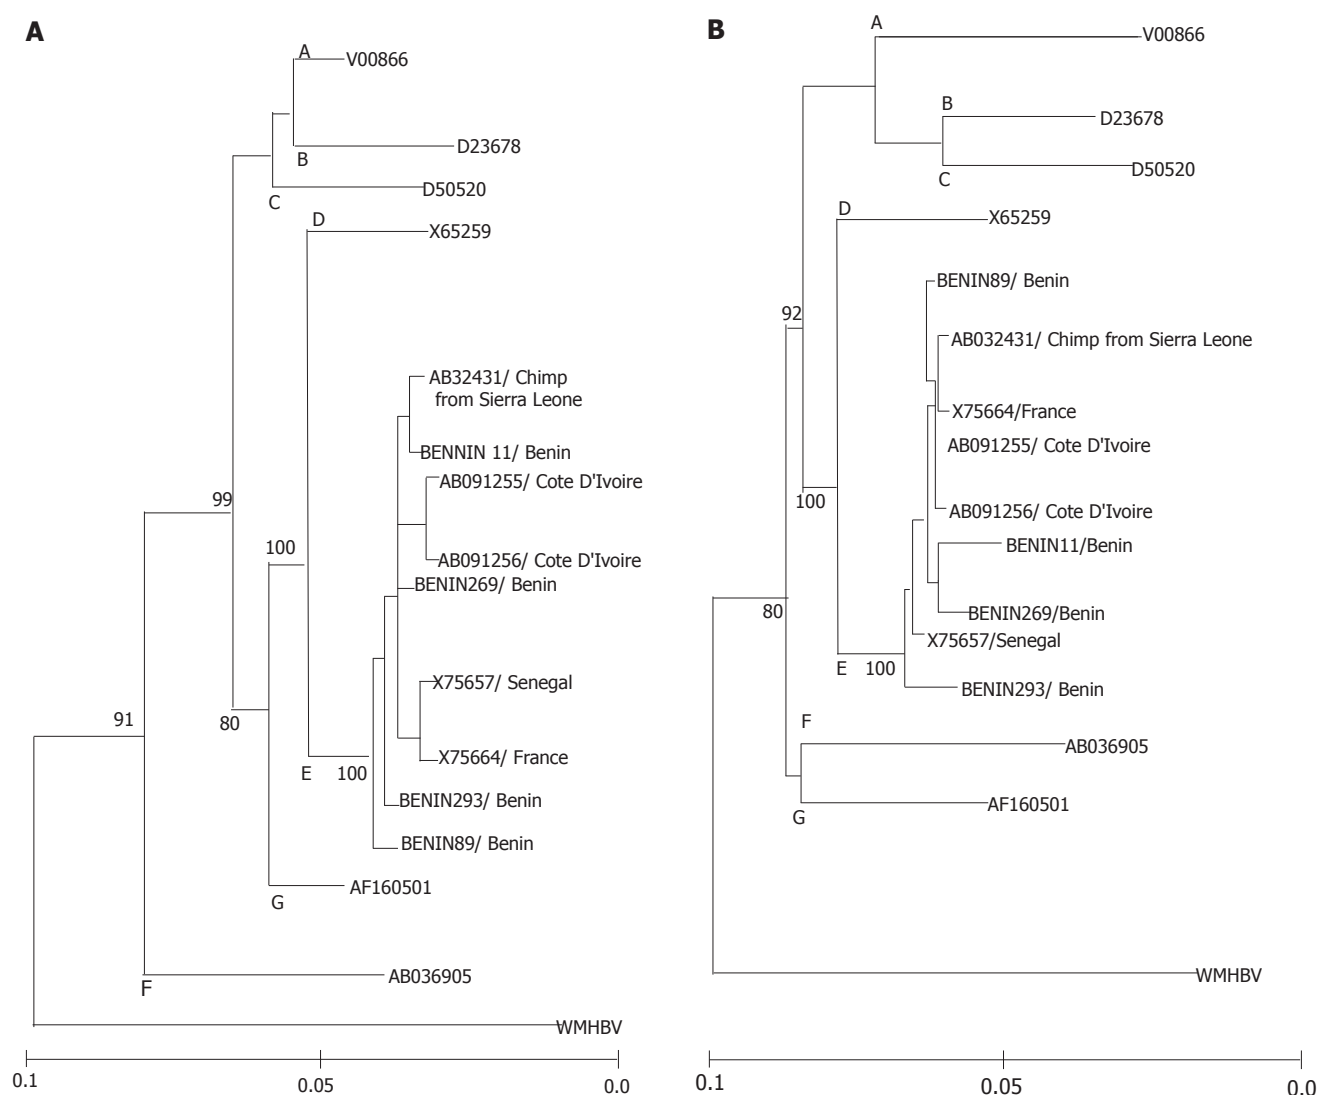 A
A
V00866
D23678
B
D50520
C
D
X65259
AB32431/ Chimp
from Sierra Leone
BENNIN 11/ Benin
AB091255/ Cote D'Ivoire
99
100
AB091256/ Cote D'Ivoire
BENIN269/ Benin
X75657/ Senegal
91
80
X75664/ France
E
100
BENIN293/ Benin
BENIN89/ Benin
AF160501
G
AB036905
F
WMHBV
0.1
0.05
0.0
B
A
V00866
B
D23678
D50520
C
D
X65259
BENIN89/ Benin
92
AB032431/ Chimp from Sierra Leone
X75664/France
AB091255/ Cote D'Ivoire
100
AB091256/ Cote D'Ivoire
BENIN11/Benin
80
BENIN269/Benin
X75657/Senegal
E
100
BENIN293/ Benin
F
AB036905
AF160501
G
WMHBV
0.1
0.05
0.0